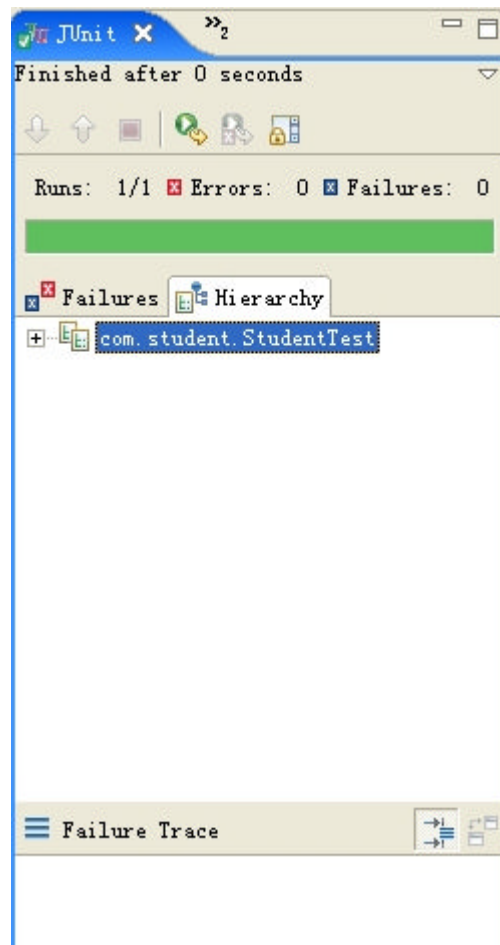 JUnit »2
Finished after 0 seconds
Runs: 1/1 Errors: 0 Failures: 0
Failures Hierarchy
com.student.StudentTest
Failure Trace